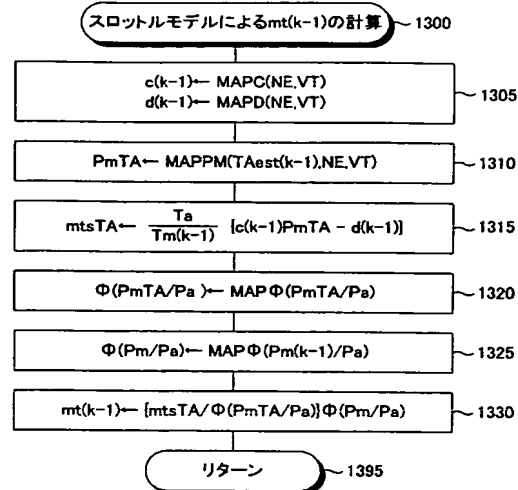 スロットルモデルによるmt(k-1)の計算 1300
c(k-1)← MAPC(NE,VT)
d(k-1)← MAPD(NE,VT)
1305
PmTA← MAPPM(TAest(k-1),NE,VT) 1310
mtsTA← Ta/Tm(k-1) [c(k-1)PmTA - d(k-1)] 1315
Φ(PmTA/Pa )← MAPΦ(PmTA/Pa) 1320
Φ(Pm/Pa)← MAPΦ(Pm(k-1)/Pa) 1325
mt(k-1)← {mtsTA/Φ(PmTA/Pa)}Φ(Pm/Pa) 1330
リターン 1395